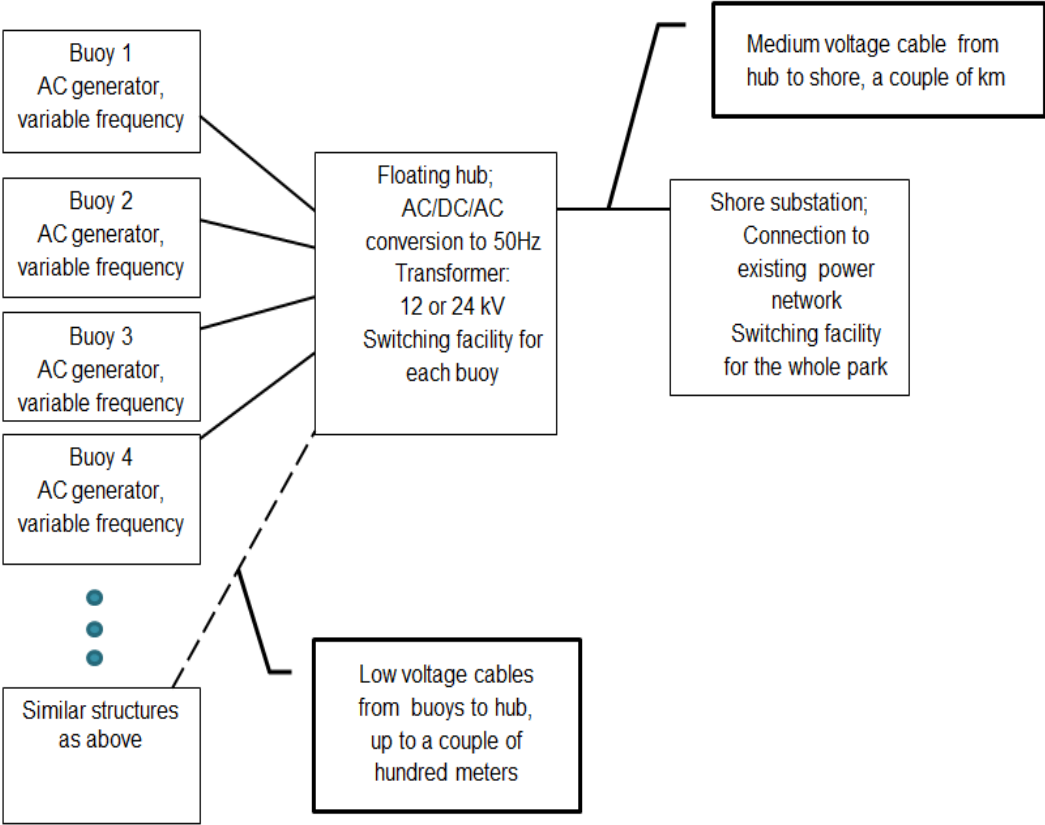 Buoy 1
AC generator,
variable frequency
Buoy 2
AC generator,
variable frequency
Buoy 3
AC generator,
variable frequency
Buoy 4
AC generator,
variable frequency
Similar structures
as above
Floating hub;
AC/DC/AC
conversion to 50Hz
Transformer:
12 or 24 kV
Switching facility for
each buoy
Low voltage cables
from buoys to hub,
up to a couple of
hundred meters
Medium voltage cable from
hub to shore, a couple of km
Shore substation;
Connection to
existing power
network
Switching facility
for the whole park